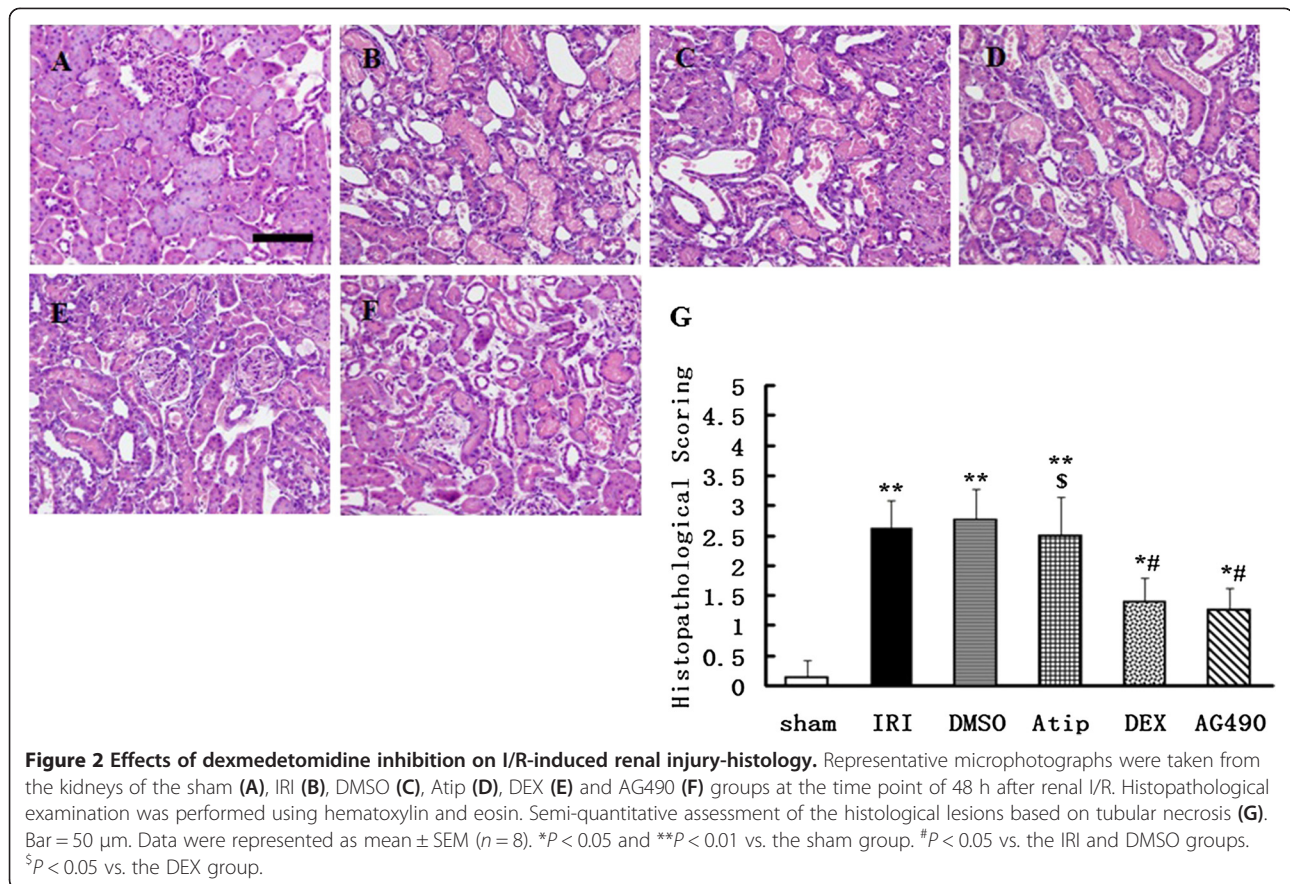 A
B
C
D
E
F
G
Histopathological Scoring
5
4.5
4
3.5
3
2.5
2
1.5
1
0.5
0
**
**
**
$
*#
*#
sham IRI DMSO Atip DEX AG490
Figure 2 Effects of dexmedetomidine inhibition on I/R-induced renal injury-histology. Representative microphotographs were taken from
the kidneys of the sham (A), IRI (B), DMSO (C), Atip (D), DEX (E) and AG490 (F) groups at the time point of 48 h after renal I/R. Histopathological
examination was performed using hematoxylin and eosin. Semi-quantitative assessment of the histological lesions based on tubular necrosis (G).
Bar = 50 μm. Data were represented as mean ± SEM (n = 8). *P < 0.05 and **P < 0.01 vs. the sham group. #P < 0.05 vs. the IRI and DMSO groups.
$P < 0.05 vs. the DEX group.